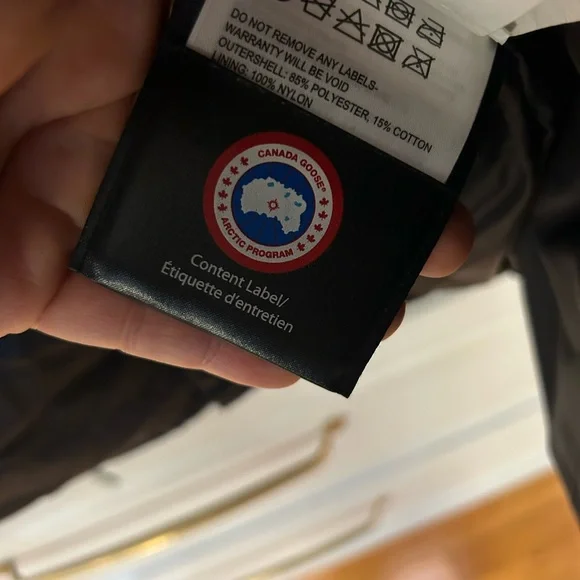 DO NOT REMOVE ANY LABELS-
WARRANTY WILL BE VOID
OUTERSHELL: 85% POLYESTER, 15% COTTON
LINING: 100% NYLON
CANADA GOOSE®
ARCTIC PROGRAM
Content Label/
Étiquette d'entretien